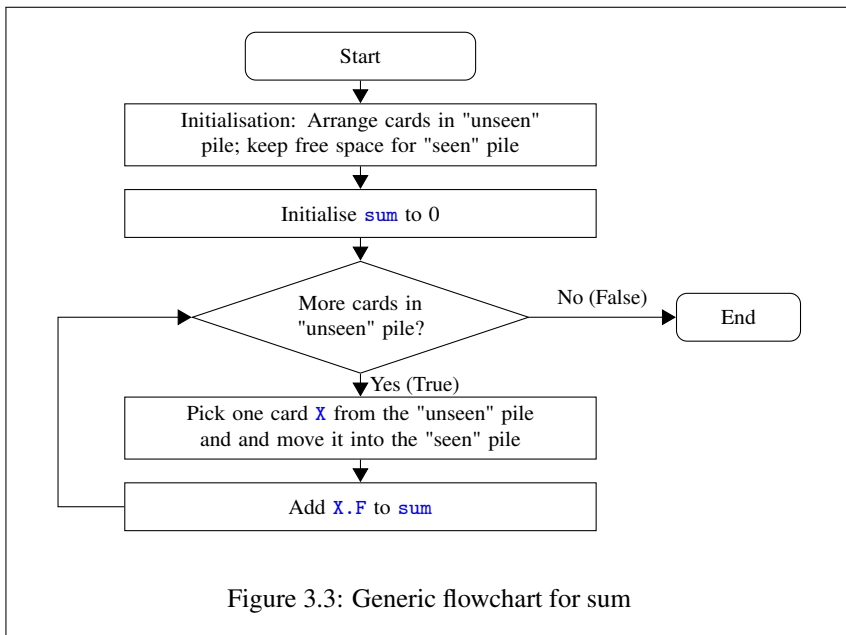 Start
Initialisation: Arrange cards in "unseen"
pile; keep free space for "seen" pile
Initialise sum to 0
More cards in
"unseen" pile?
No (False)
End
Yes (True)
Pick one card X from the "unseen" pile
and and move it into the "seen" pile
Add X.F to sum
Figure 3.3: Generic flowchart for sum